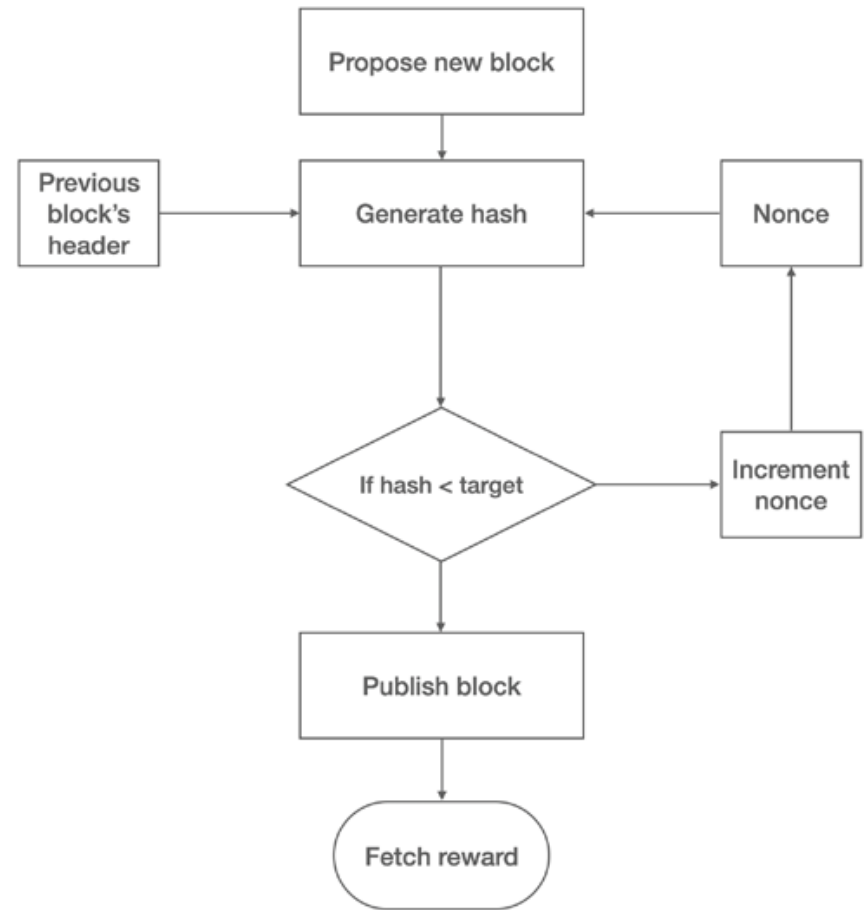 Propose new block
Previous
block's
header
Generate hash
Nonce
If hash < target
Increment
nonce
Publish block
Fetch reward